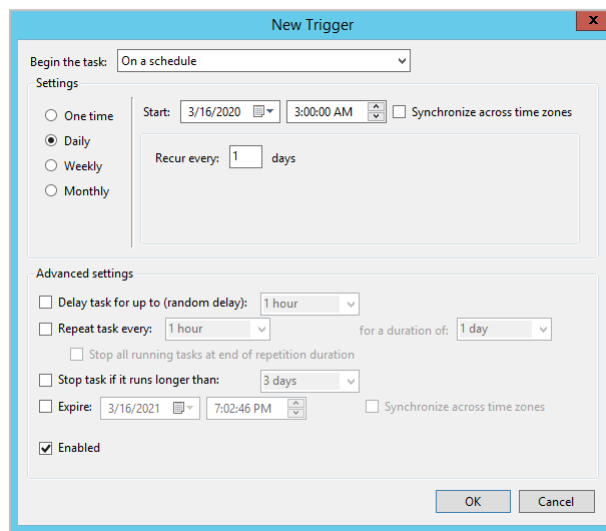 New Trigger
x
Begin the task: On a schedule
Settings
One time
Start: 3/16/2020 3:00:00 AM Synchronize across time zones
Daily
Recur every: 1 days
Weekly
Monthly
Advanced settings
Delay task for up to (random delay): 1 hour
Repeat task every: 1 hour for a duration of: 1 day
Stop all running tasks at end of repetition duration
Stop task if it runs longer than: 3 days
Expire: 3/16/2021 7:02:46 PM Synchronize across time zones
Enabled
OK Cancel